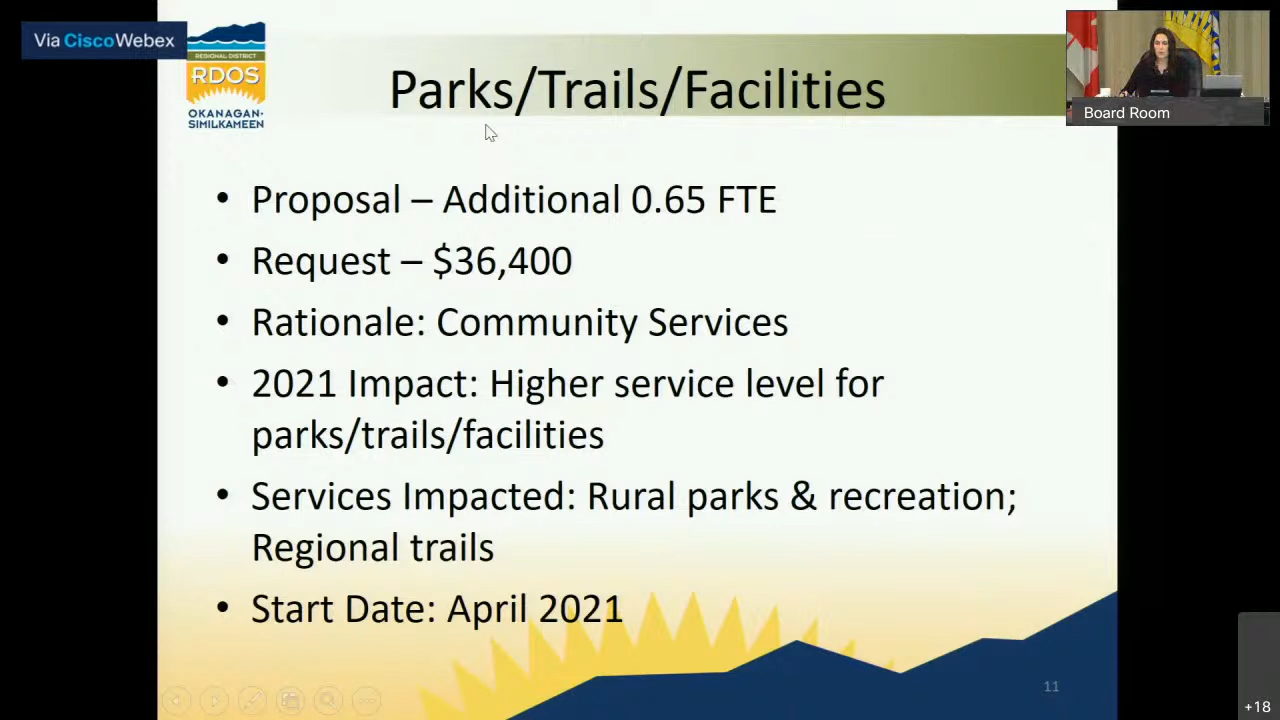 Via CiscoWebex
REGIONAL DISTRICT
RDOS
OKANAGAN-
SIMILKAMEEN
Parks/Trails/Facilities
Board Room
• Proposal – Additional 0.65 FTE
• Request – $36,400
• Rationale: Community Services
• 2021 Impact: Higher service level for
parks/trails/facilities
• Services Impacted: Rural parks & recreation;
Regional trails
• Start Date: April 2021
11
+18